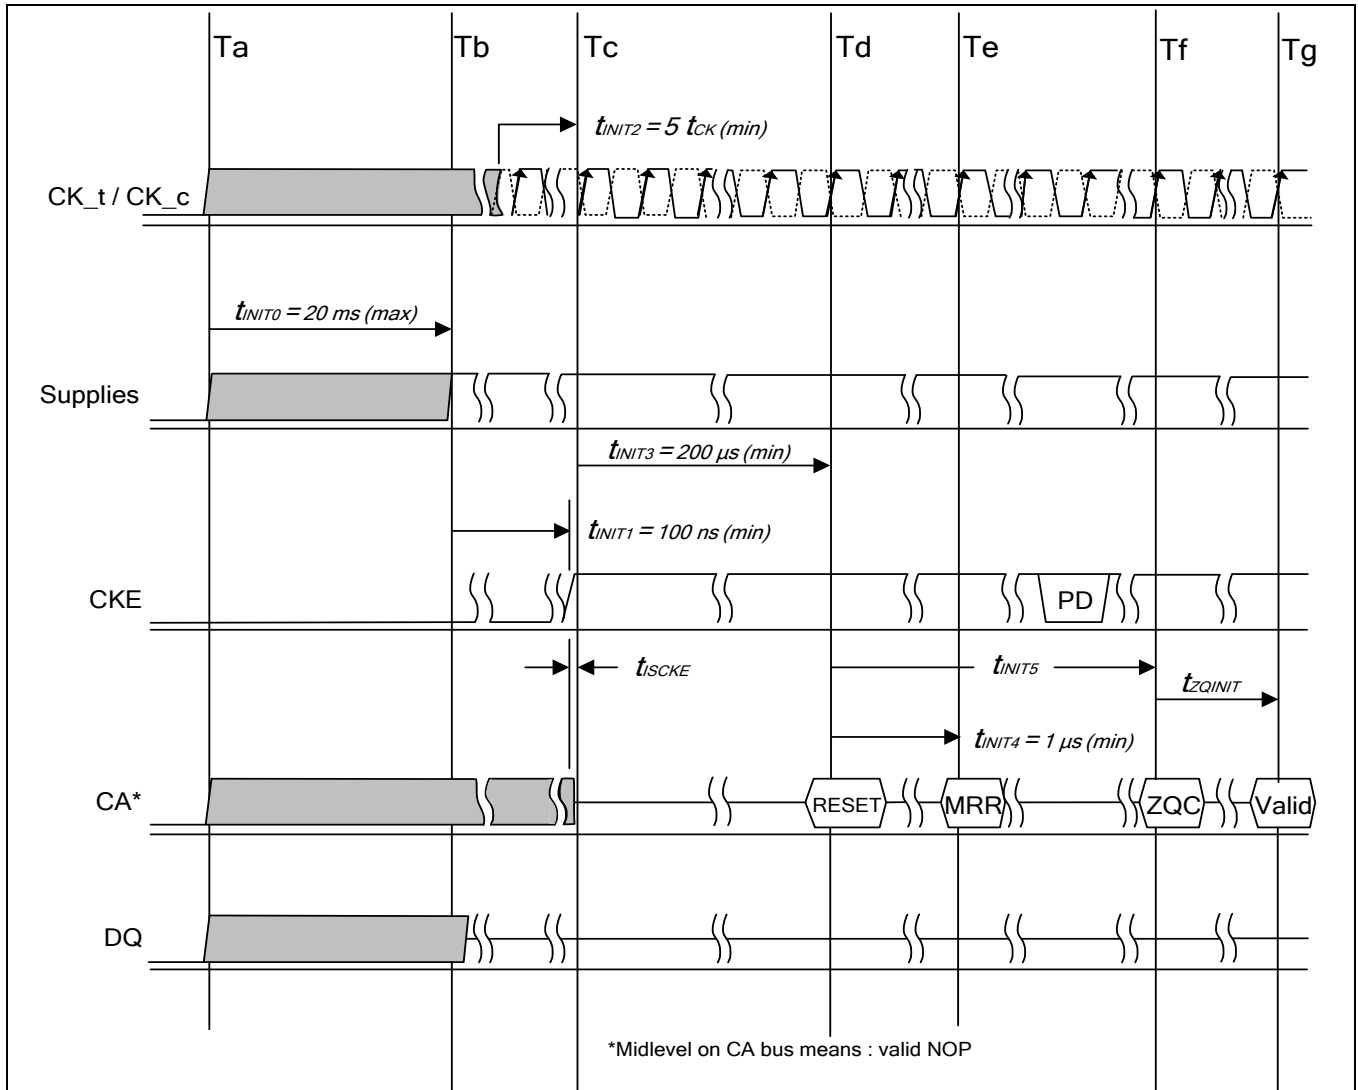 Ta Tb Tc Td Te Tf Tg
tINIT2 = 5 tCK (min)
CK_t / CK_c
tINIT0 = 20 ms (max)
Supplies
tINIT3 = 200 µs (min)
tINIT1 = 100 ns (min)
CKE
PD
tISCKE
tINIT5
tZQINIT
tINIT4 = 1 µs (min)
CA*
RESET MRR ZQC Valid
DQ
*Midlevel on CA bus means : valid NOP